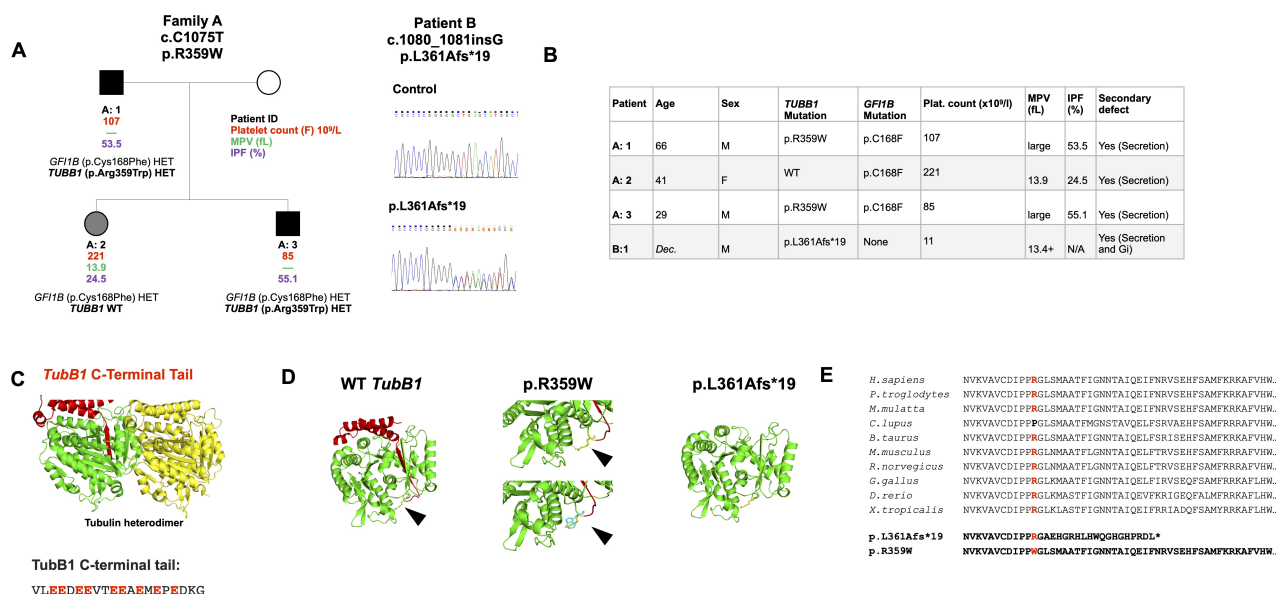 A
Family A
c.C1075T
p.R359W
A: 1
107
—
53.5
GFI1B (p.Cys168Phe) HET
TUBB1 (p.Arg359Trp) HET
Patient ID
Platelet count (F) 10⁹/L
MPV (fL)
IPF (%)
A: 2
221
13.9
24.5
GFI1B (p.Cys168Phe) HET
TUBB1 WT
A: 3
85
—
55.1
GFI1B (p.Cys168Phe) HET
TUBB1 (p.Arg359Trp) HET
Patient B
c.1080_1081insG
p.L361Afs*19
Control
p.L361Afs*19
B
Patient Age Sex TUBB1 Mutation GFI1B Mutation Plat. count (x10⁹/l) MPV (fL) IPF (%) Secondary defect
A: 1 66 M p.R359W p.C168F 107 large 53.5 Yes (Secretion)
A: 2 41 F WT p.C168F 221 13.9 24.5 Yes (Secretion)
A: 3 29 M p.R359W p.C168F 85 large 55.1 Yes (Secretion)
B:1 Dec. M p.L361Afs*19 None 11 13.4+ N/A Yes (Secretion and Gi)
C
TubB1 C-Terminal Tail
Tubulin heterodimer
TubB1 C-terminal tail:
VLEEDEEVTEEAEMEPEDKG
D
WT TubB1
p.R359W
p.L361Afs*19
E
H.sapiens NVKVAVCDIPPRGLSMAATFIGNNTAIQEIFNRVSEHFSAMFKRKAFVHW…
P.troglodytes NVKVAVCDIPPRGLSMAATFIGNNTAIQEIFNRVSEHFSAMFKRKAFVHW…
M.mulatta NVKVAVCDIPPRGLSMAATFIGNNTAIQEIFNRVSEHFSAMFKRKAFVHW…
C.lupus NVKVAVCDIPPPGLSMAATFMGNSTAIQEVFNRVSEHFSAMFKRKAFVHW…
B.taurus NVKVAVCDIPPRGLSMAATFIGNNTAIQEIFSRISEHFSAMFKRKAFVHW…
M.musculus NVKVAVCDIPPRGLNMAATFIGNNTAIQELFTRVSEHFSAMFRRRAFVHW…
R.norvegicus NVKVAVCDIPPRGLNMAATFLGNNTAIQELFTRVSEHFSAMFRRRAFVHW…
G.gallus NVKVAVCDIPPRGLKMAATFIGNNTAIQELFIRVSEQFSAMFRRKAFVHW…
D.rerio NVKVAVCDIPPRGLKMASTFIGNNTAIQEVFKRIGEQFALMFRRKAFVHW…
X.tropicalis NVKVAVCDIPPRGLKLASTFIGNNTAIQEIFRRIADQFSAMFRRKAFVHW…
p.L361Afs*19 NVKVAVCDIPPRGAEHGRHLHWQGHGHPRDL*
p.R359W NVKVAVCDIPPWGLSMAATFIGNNTAIQEIFNRVSEHFSAMFKRKAFVHW…